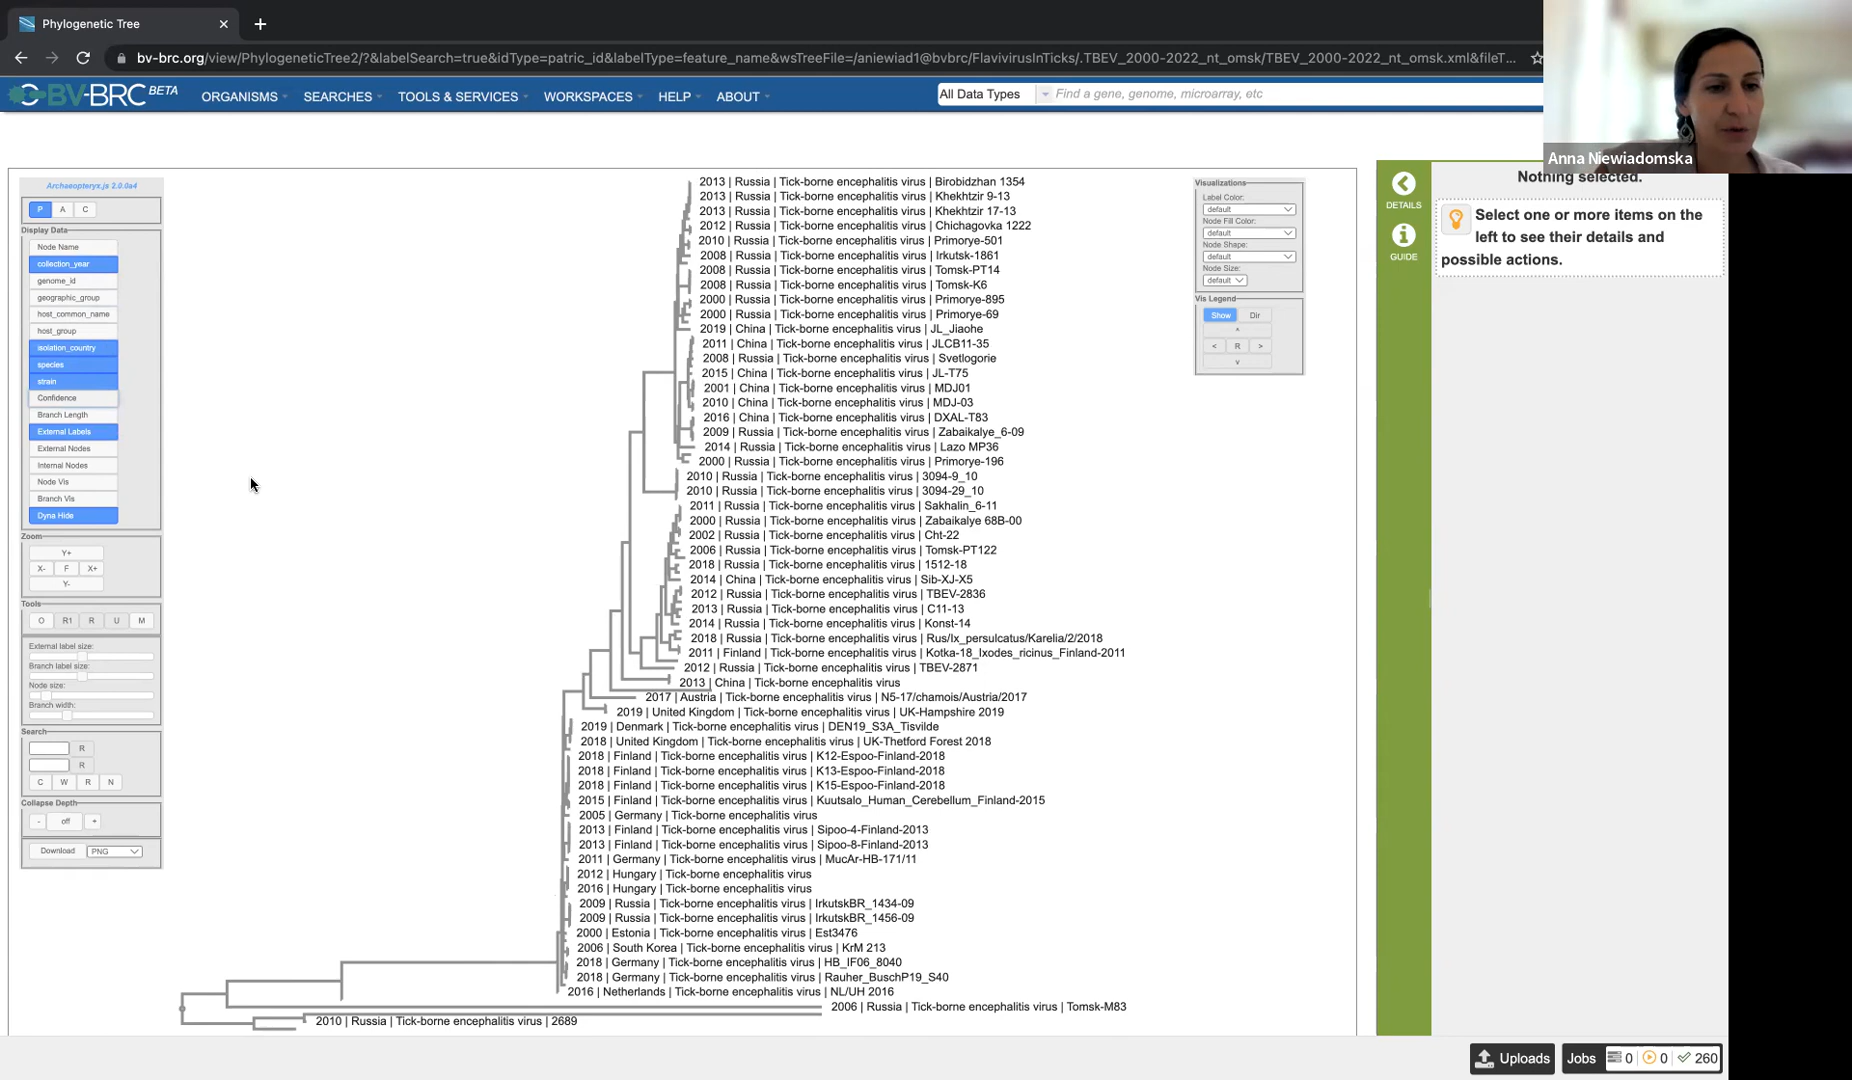 Phylogenetic Tree
bv-brc.org/view/PhylogeneticTree2/?&labelSearch=true&idType=patric_id&labelType=feature_name&wsTreeFile=/aniewiad1@bvbrc/FlavivirusInTicks/.TBEV_2000-2022_nt_omsk/TBEV_2000-2022_nt_omsk.xml&fileT...
BV-BRC BETA ORGANISMS SEARCHES TOOLS & SERVICES WORKSPACES HELP ABOUT All Data Types Find a gene, genome, microarray, etc
Anna Niewiadomska
Archaeopteryx.js 2.0.0a4
P A C
Display Data
Node Name
collection_year
genome_id
geographic_group
host_common_name
host_group
isolation_country
species
strain
Confidence
Branch Length
External Labels
External Nodes
Internal Nodes
Node Vis
Branch Vis
Dyna Hide
Zoom
Y+
X- F X+
Y-
Tools
O R1 R U M
External label size:
Branch label size:
Node size:
Branch width:
Search
R
R
C W R N
Collapse Depth
- off +
Download PNG
2013 | Russia | Tick-borne encephalitis virus | Birobidzhan 1354
2013 | Russia | Tick-borne encephalitis virus | Khekhtzir 9-13
2013 | Russia | Tick-borne encephalitis virus | Khekhtzir 17-13
2012 | Russia | Tick-borne encephalitis virus | Chichagovka 1222
2010 | Russia | Tick-borne encephalitis virus | Primorye-501
2008 | Russia | Tick-borne encephalitis virus | Irkutsk-1861
2008 | Russia | Tick-borne encephalitis virus | Tomsk-PT14
2008 | Russia | Tick-borne encephalitis virus | Tomsk-K6
2000 | Russia | Tick-borne encephalitis virus | Primorye-895
2000 | Russia | Tick-borne encephalitis virus | Primorye-69
2019 | China | Tick-borne encephalitis virus | JL_Jiaohe
2011 | China | Tick-borne encephalitis virus | JLCB11-35
2008 | Russia | Tick-borne encephalitis virus | Svetlogorie
2015 | China | Tick-borne encephalitis virus | JL-T75
2001 | China | Tick-borne encephalitis virus | MDJ01
2010 | China | Tick-borne encephalitis virus | MDJ-03
2016 | China | Tick-borne encephalitis virus | DXAL-T83
2009 | Russia | Tick-borne encephalitis virus | Zabaikalye_6-09
2014 | Russia | Tick-borne encephalitis virus | Lazo MP36
2000 | Russia | Tick-borne encephalitis virus | Primorye-196
2010 | Russia | Tick-borne encephalitis virus | 3094-9_10
2010 | Russia | Tick-borne encephalitis virus | 3094-29_10
2011 | Russia | Tick-borne encephalitis virus | Sakhalin_6-11
2000 | Russia | Tick-borne encephalitis virus | Zabaikalye 68B-00
2002 | Russia | Tick-borne encephalitis virus | Cht-22
2006 | Russia | Tick-borne encephalitis virus | Tomsk-PT122
2018 | Russia | Tick-borne encephalitis virus | 1512-18
2014 | China | Tick-borne encephalitis virus | Sib-XJ-X5
2012 | Russia | Tick-borne encephalitis virus | TBEV-2836
2013 | Russia | Tick-borne encephalitis virus | C11-13
2014 | Russia | Tick-borne encephalitis virus | Konst-14
2018 | Russia | Tick-borne encephalitis virus | Rus/Ix_persulcatus/Karelia/2/2018
2011 | Finland | Tick-borne encephalitis virus | Kotka-18_Ixodes_ricinus_Finland-2011
2012 | Russia | Tick-borne encephalitis virus | TBEV-2871
2013 | China | Tick-borne encephalitis virus
2017 | Austria | Tick-borne encephalitis virus | N5-17/chamois/Austria/2017
2019 | United Kingdom | Tick-borne encephalitis virus | UK-Hampshire 2019
2019 | Denmark | Tick-borne encephalitis virus | DEN19_S3A_Tisvilde
2018 | United Kingdom | Tick-borne encephalitis virus | UK-Thetford Forest 2018
2018 | Finland | Tick-borne encephalitis virus | K12-Espoo-Finland-2018
2018 | Finland | Tick-borne encephalitis virus | K13-Espoo-Finland-2018
2018 | Finland | Tick-borne encephalitis virus | K15-Espoo-Finland-2018
2015 | Finland | Tick-borne encephalitis virus | Kuutsalo_Human_Cerebellum_Finland-2015
2005 | Germany | Tick-borne encephalitis virus
2013 | Finland | Tick-borne encephalitis virus | Sipoo-4-Finland-2013
2013 | Finland | Tick-borne encephalitis virus | Sipoo-8-Finland-2013
2011 | Germany | Tick-borne encephalitis virus | MucAr-HB-171/11
2012 | Hungary | Tick-borne encephalitis virus
2016 | Hungary | Tick-borne encephalitis virus
2009 | Russia | Tick-borne encephalitis virus | IrkutskBR_1434-09
2009 | Russia | Tick-borne encephalitis virus | IrkutskBR_1456-09
2000 | Estonia | Tick-borne encephalitis virus | Est3476
2006 | South Korea | Tick-borne encephalitis virus | KrM 213
2018 | Germany | Tick-borne encephalitis virus | HB_IF06_8040
2018 | Germany | Tick-borne encephalitis virus | Rauher_BuschP19_S40
2016 | Netherlands | Tick-borne encephalitis virus | NL/UH 2016
2006 | Russia | Tick-borne encephalitis virus | Tomsk-M83
2010 | Russia | Tick-borne encephalitis virus | 2689
Visualizations
Label Color:
default
Node Fill Color:
default
Node Shape:
default
Node Size:
default
Vis Legend
Show Dir
^
< R >
v
DETAILS
GUIDE
Nothing selected.
Select one or more items on the
left to see their details and
possible actions.
Uploads Jobs 0 0 260